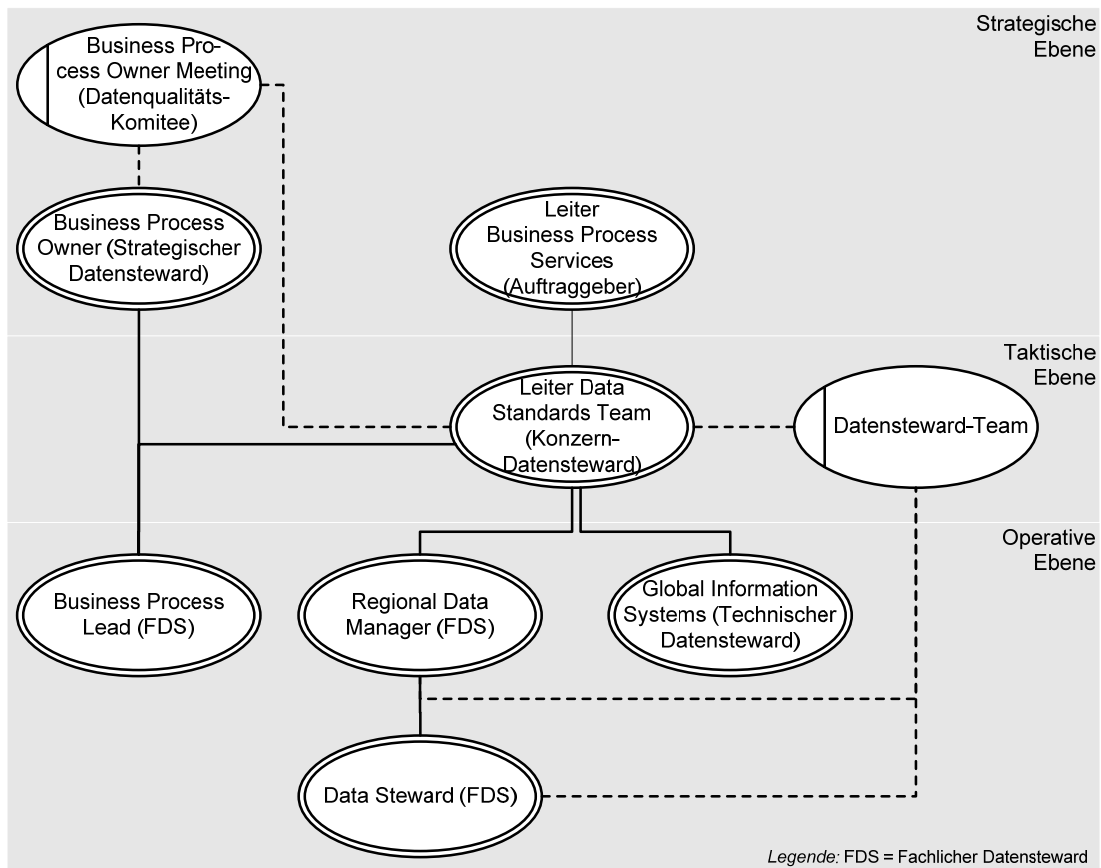 Strategische
Ebene
Business Pro-
cess Owner Meeting
(Datenqualitäts-
Komitee)
Business Process
Owner (Strategischer
Datensteward)
Leiter
Business Process
Services
(Auftraggeber)
Taktische
Ebene
Leiter Data
Standards Team
(Konzern-
Datensteward)
Datensteward-Team
Operative
Ebene
Business Process
Lead (FDS)
Regional Data
Manager (FDS)
Global Information
Systems (Technischer
Datensteward)
Data Steward (FDS)
Legende: FDS = Fachlicher Datensteward